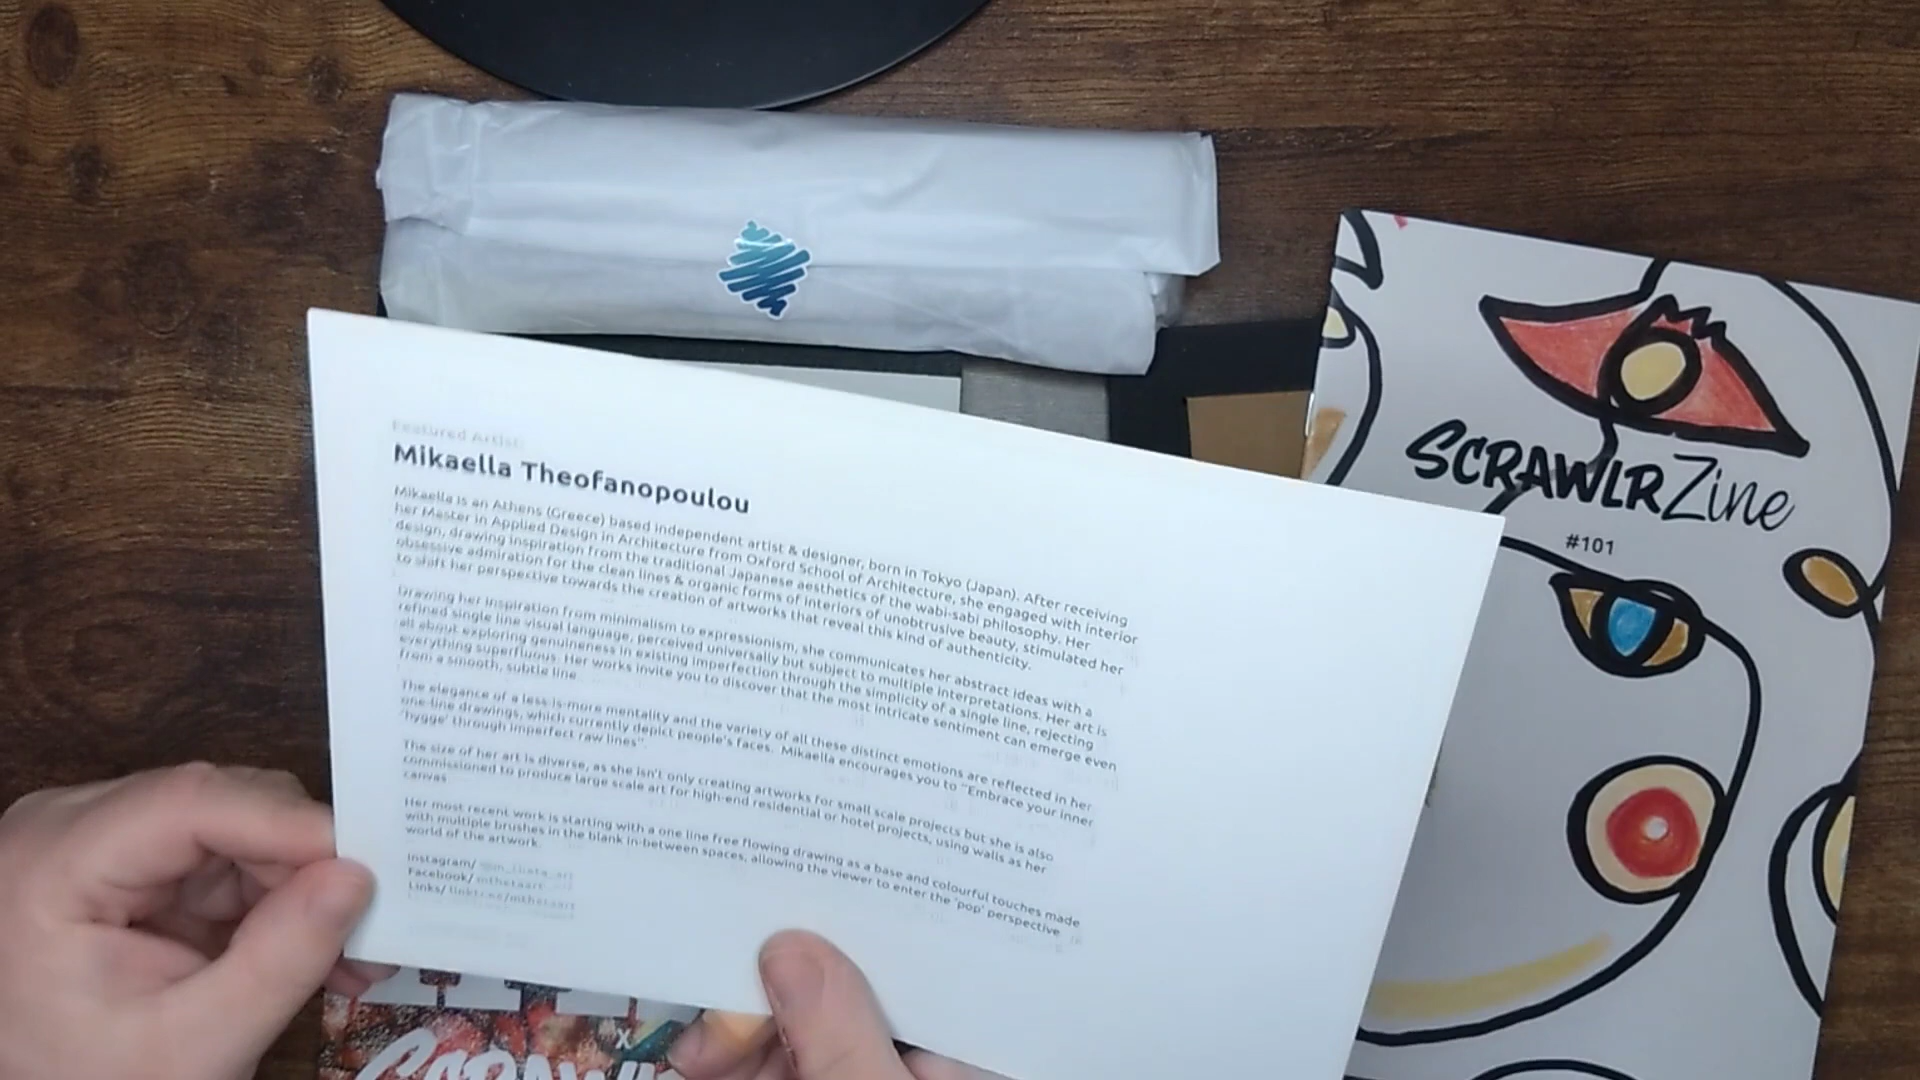 Featured Artist:
Mikaella Theofanopoulou
Mikaella is an Athens (Greece) based independent artist & designer, born in Tokyo (Japan). After receiving
her Master in Applied Design in Architecture from Oxford School of Architecture, she engaged with interior
design, drawing inspiration from the traditional Japanese aesthetics of the wabi-sabi philosophy. Her
obsessive admiration for the clean lines & organic forms of interiors of unobtrusive beauty, stimulated her
to shift her perspective towards the creation of artworks that reveal this kind of authenticity.
Drawing her inspiration from minimalism to expressionism, she communicates her abstract ideas with a
refined single line visual language, perceived universally but subject to multiple interpretations. Her art is
all about exploring genuineness in existing imperfection through the simplicity of a single line, rejecting
everything superfluous. Her works invite you to discover that the most intricate sentiment can emerge even
from a smooth, subtle line
The elegance of a less-is-more mentality and the variety of all these distinct emotions are reflected in her
one-line drawings, which currently depict people's faces. Mikaella encourages you to "Embrace your inner
'hygge' through imperfect raw lines".
The size of her art is diverse, as she isn't only creating artworks for small scale projects but she is also
commissioned to produce large scale art for high-end residential or hotel projects, using walls as her
canvas
Her most recent work is starting with a one line free flowing drawing as a base and colourful touches made
with multiple brushes in the blank in-between spaces, allowing the viewer to enter the 'pop' perspective
world of the artwork.
Instagram/
Facebook/ mthetaart
Links/ linktr.ee/mthetaart
SCRAWLRZine
#101
X